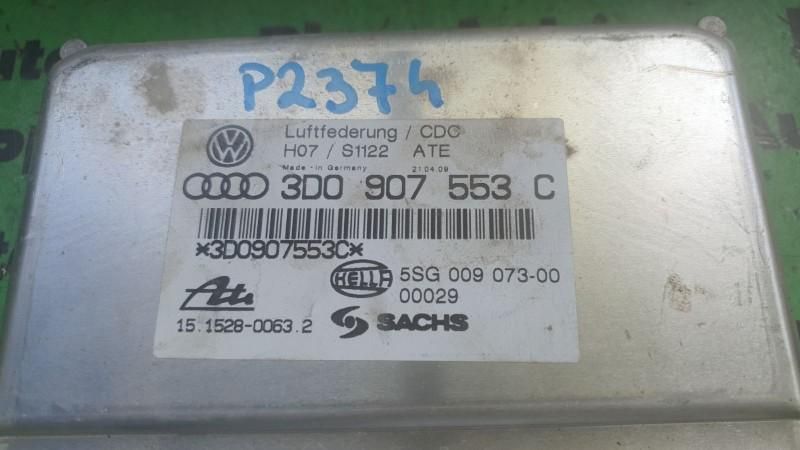 P2374
Luftfederung / CDC
H07 / S1122 ATE
Made - in Germany 21.04.09
3D0 907 553 C
*3D0907553C*
HELLA 5SG 009 073-00
00029
Ate
15.1528-0063.2 SACHS